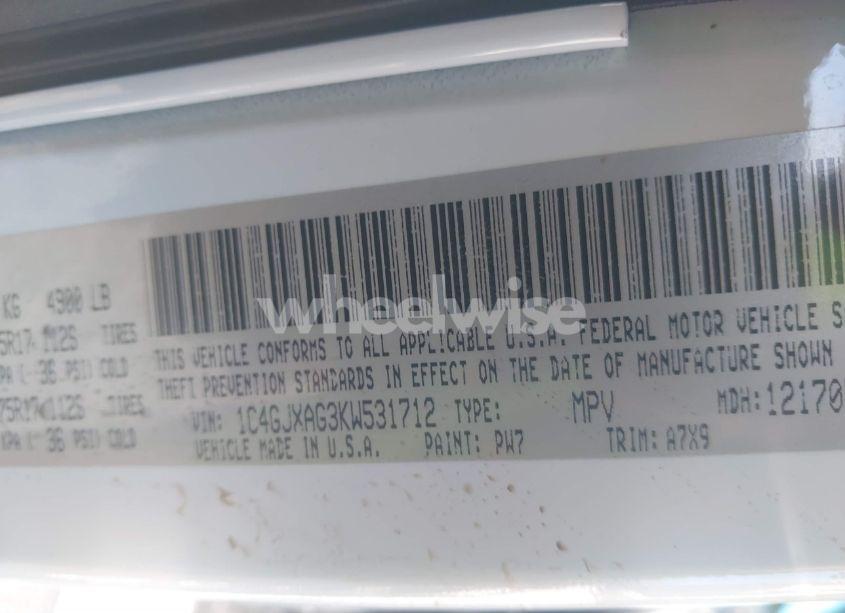 KG 4900 LB
5R17 112S TIRES
PA (- 36 PSI) COLD
75R17 112S TIRES
KPA (- 36 PSI) COLD
wheelwise
THIS VEHICLE CONFORMS TO ALL APPLICABLE U.S.A. FEDERAL MOTOR VEHICLE S
THEFT PREVENTION STANDARDS IN EFFECT ON THE DATE OF MANUFACTURE SHOWN
VIN: 1C4GJXAG3KW531712 TYPE: MPV MDH: 12170
VEHICLE MADE IN U.S.A. PAINT: PW7 TRIM: A7X9